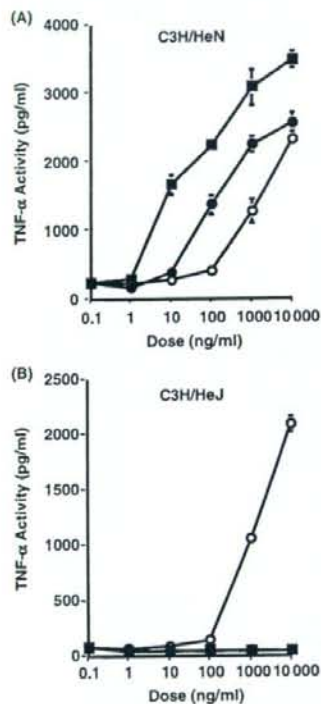 (A)
C3H/HeN
4000
3000
2000
1000
0
TNF-α Activity (pg/ml)
0.1 1 10 100 1000 10 000
Dose (ng/ml)
(B)
C3H/HeJ
2500
2000
1500
1000
500
0
TNF-α Activity (pg/ml)
0.1 1 10 100 1000 10 000
Dose (ng/ml)